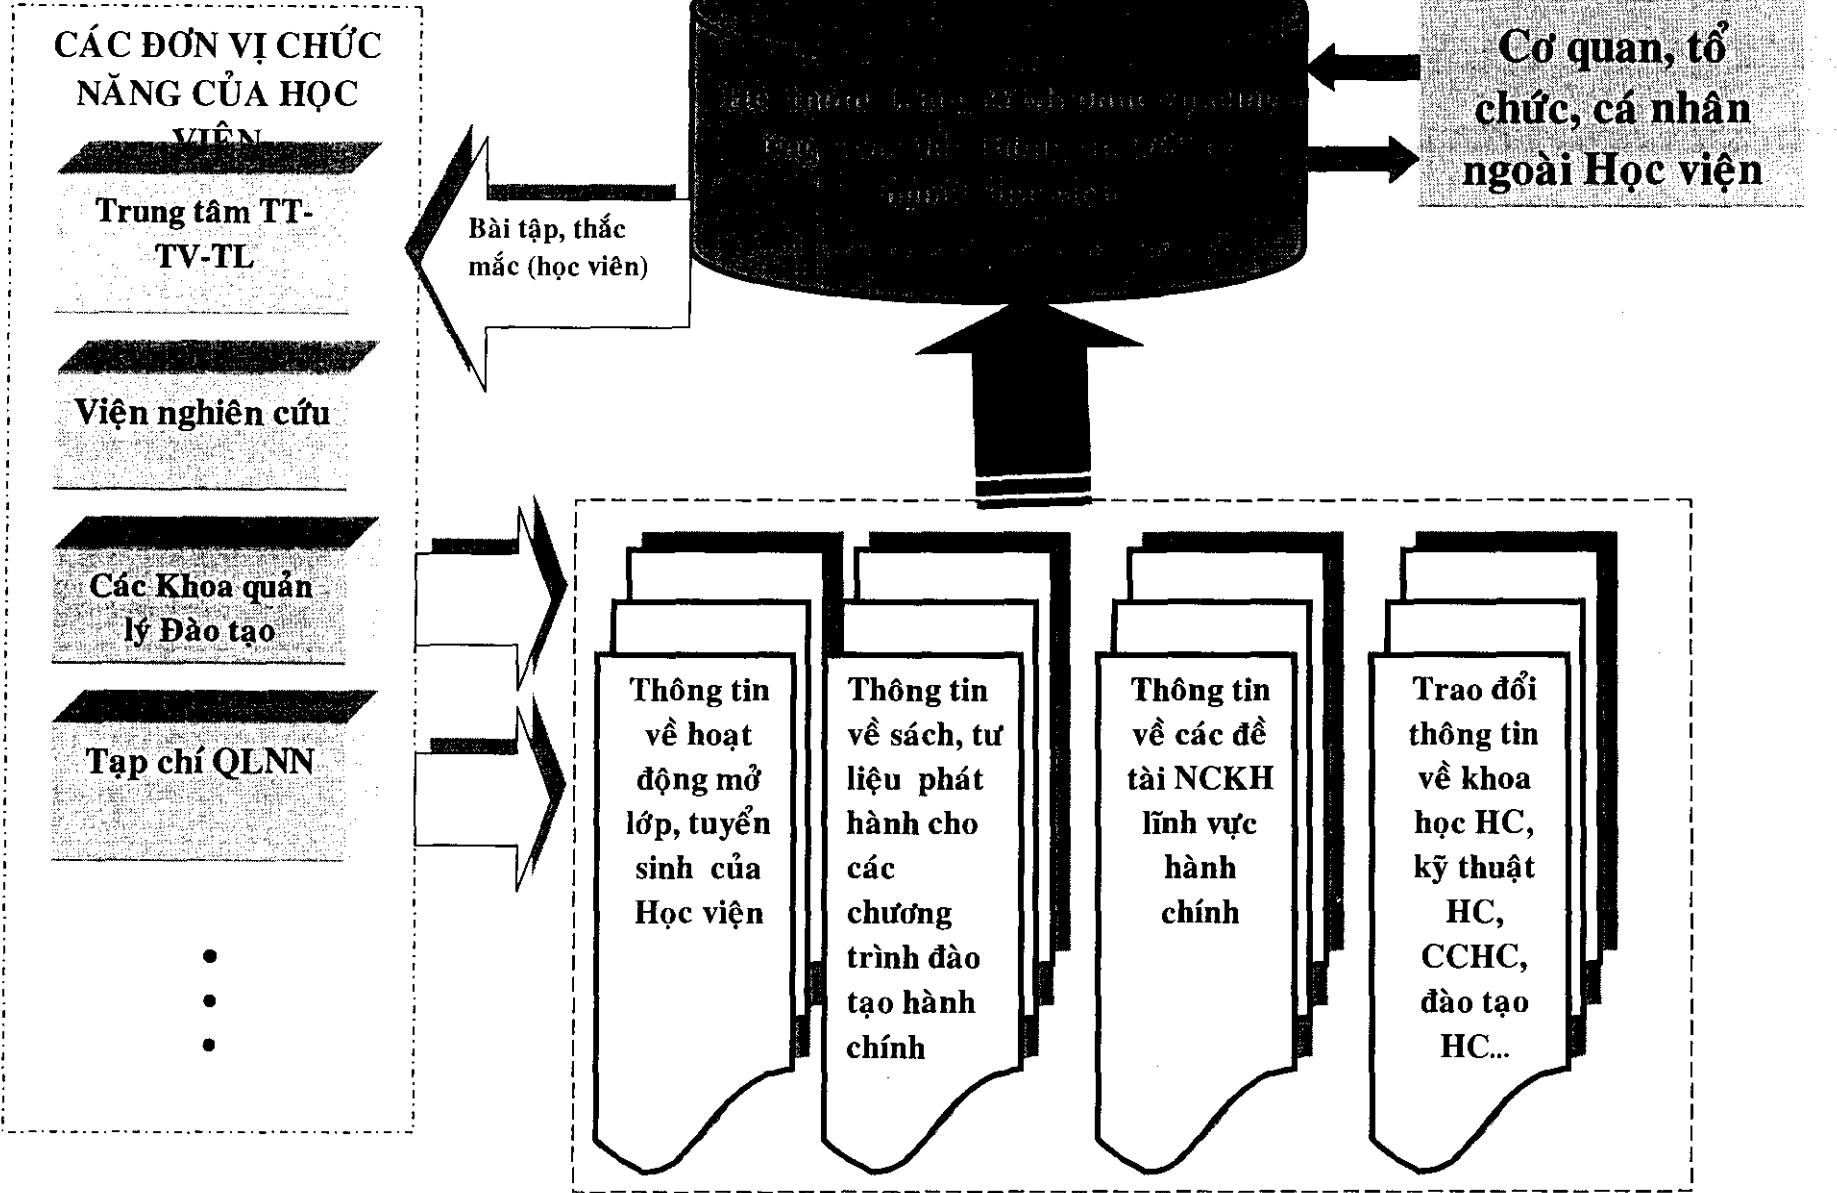 CÁC ĐƠN VỊ CHỨC
NĂNG CỦA HỌC
VIỆN
Trung tâm TT-
TV-TL
Viện nghiên cứu
Các Khoa quản
lý Đào tạo
Tạp chí QLNN
Bài tập, thắc
mắc (học viên)
Cơ quan, tổ
chức, cá nhân
ngoài Học viện
Thông tin
về hoạt
động mở
lớp, tuyển
sinh của
Học viện
Thông tin
về sách, tư
liệu phát
hành cho
các
chương
trình đào
tạo hành
chính
Thông tin
về các đề
tài NCKH
lĩnh vực
hành
chính
Trao đổi
thông tin
về khoa
học HC,
kỹ thuật
HC,
CCHC,
đào tạo
HC...